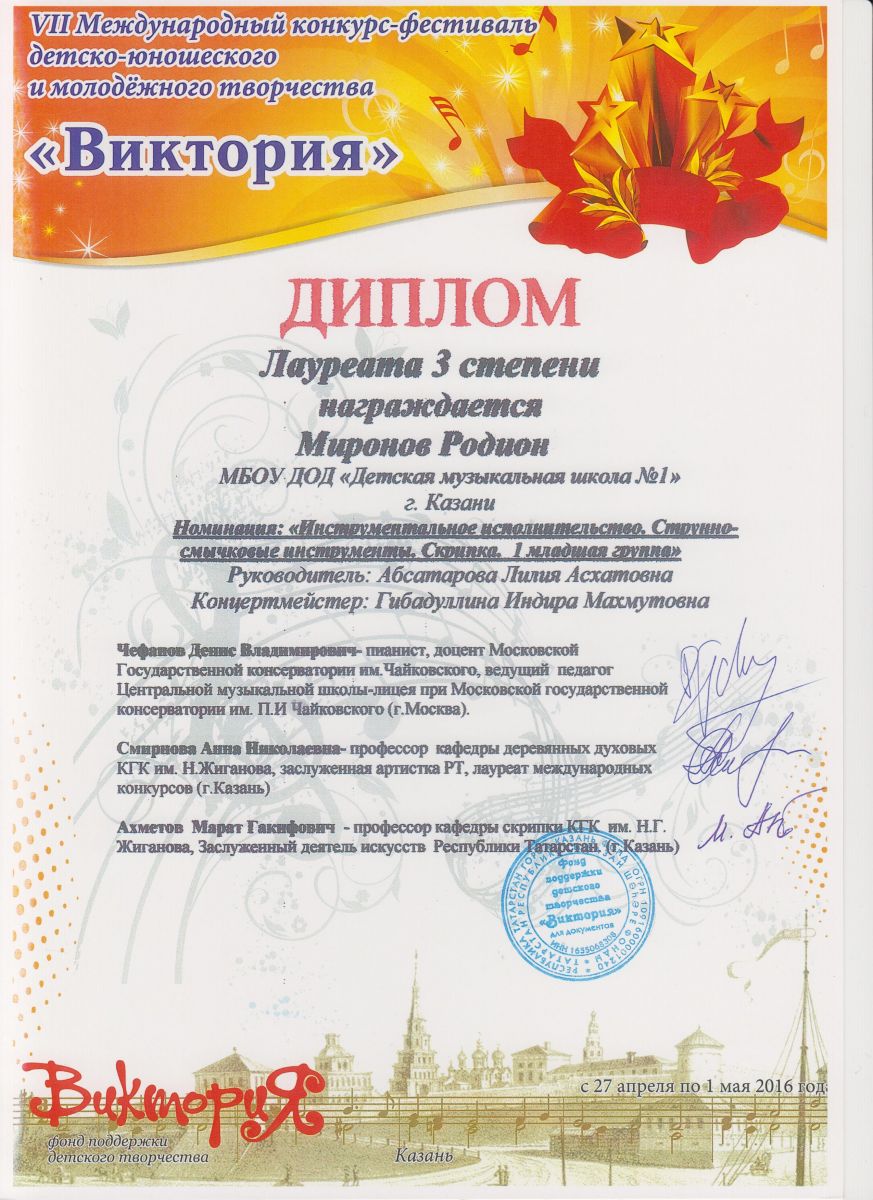 VII Международный конкурс-фестиваль
детско-юношеского
и молодёжного творчества
«Виктория»
ДИПЛОМ
Лауреата 3 степени
награждается
Миронов Родион
МБОУ ДОД «Детская музыкальная школа №1»
г. Казани
Номинация: «Инструментальное исполнительство. Струнно-
смычковые инструменты. Скрипка. 1 младшая группа»
Руководитель: Абсатарова Лилия Асхатовна
Концертмейстер: Гибадуллина Индира Махмутовна
Чефанов Денис Владимирович- пианист, доцент Московской
Государственной консерватории им.Чайковского, ведущий педагог
Центральной музыкальной школы-лицея при Московской государственной
консерватории им. П.И Чайковского (г.Москва).
Смирнова Анна Николаевна- профессор кафедры деревянных духовых
КГК им. Н.Жиганова, заслуженная артистка РТ, лауреат международных
конкурсов (г.Казань)
Ахметов Марат Гакифович - профессор кафедры скрипки КГК им. Н.Г.
Жиганова, Заслуженный деятель искусств Республики Татарстан. (г.Казань)
Фонд
поддержки
детского
творчества
«Виктория»
для документов
ИНН 1635068308
с 27 апреля по 1 мая 2016 года
Виктория
фонд поддержки
детского творчества
Казань